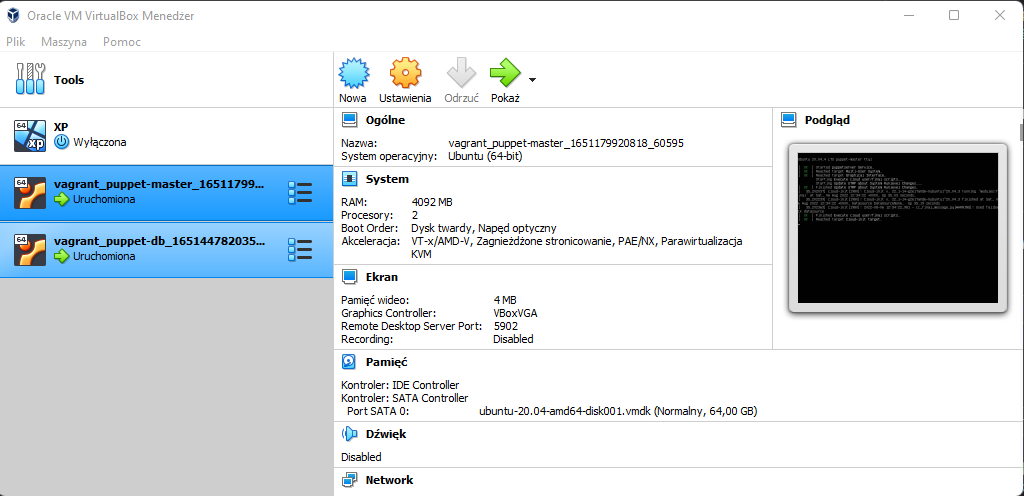 Oracle VM VirtualBox Menedżer
Plik Maszyna Pomoc
Tools
64
XP
Wyłączona
64
vagrant_puppet-master_16511799...
Uruchomiona
64
vagrant_puppet-db_165144782035...
Uruchomiona
Nowa Ustawienia Odrzuć Pokaż
Ogólne
Nazwa: vagrant_puppet-master_1651179920818_60595
System operacyjny: Ubuntu (64-bit)
System
RAM: 4092 MB
Procesory: 2
Boot Order: Dysk twardy, Napęd optyczny
Akceleracja: VT-x/AMD-V, Zagnieżdżone stronicowanie, PAE/NX, Parawirtualizacja
KVM
Ekran
Pamięć wideo: 4 MB
Graphics Controller: VBoxVGA
Remote Desktop Server Port: 5902
Recording: Disabled
Pamięć
Kontroler: IDE Controller
Kontroler: SATA Controller
Port SATA 0: ubuntu-20.04-amd64-disk001.vmdk (Normalny, 64,00 GB)
Dźwięk
Disabled
Network
Podgląd